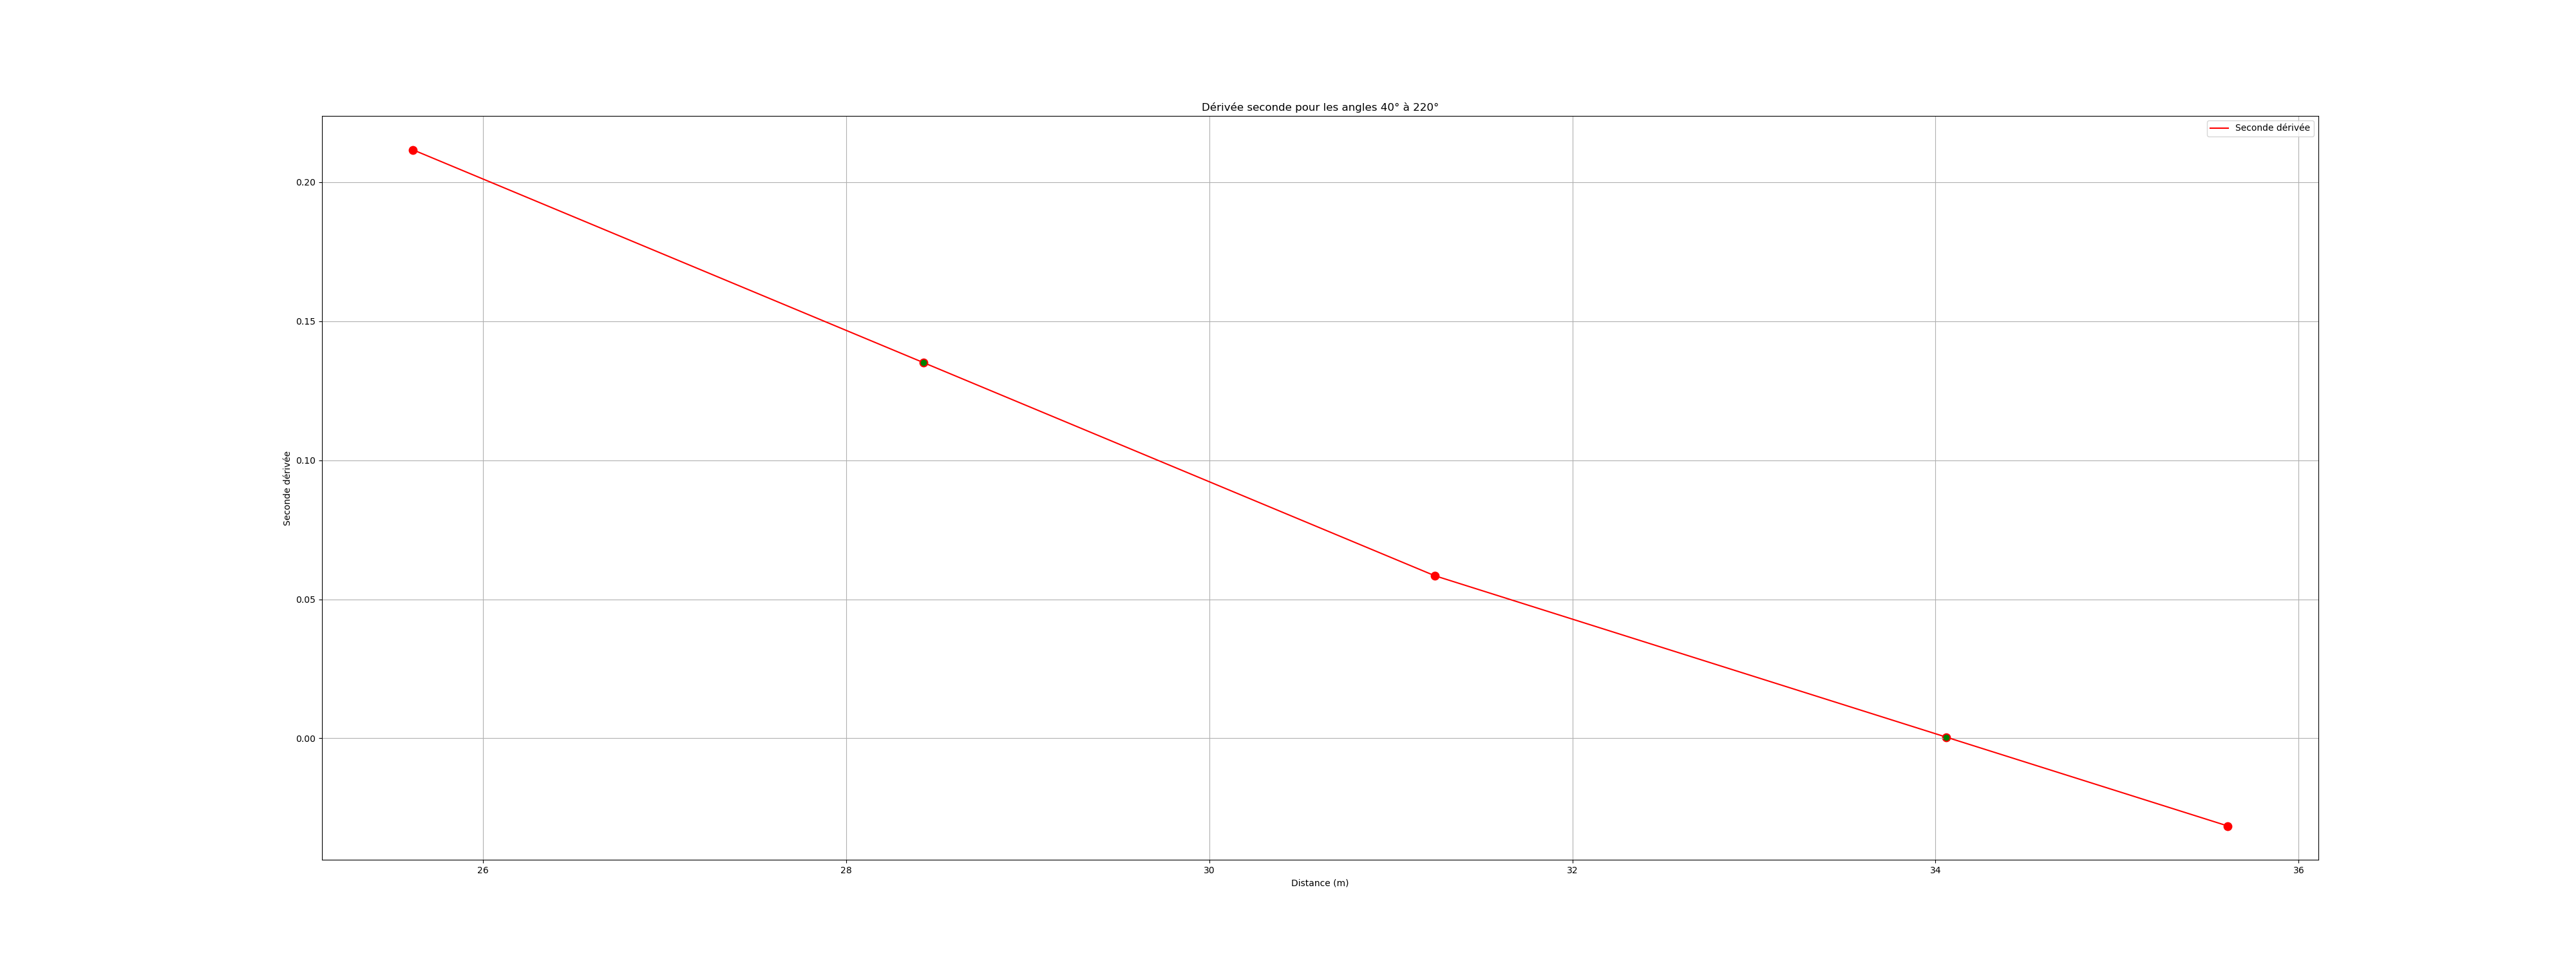 Dérivée seconde pour les angles 40° à 220°
Seconde dérivée
0.20
0.15
0.10
0.05
0.00
Seconde dérivée
26
28
30
32
34
36
Distance (m)